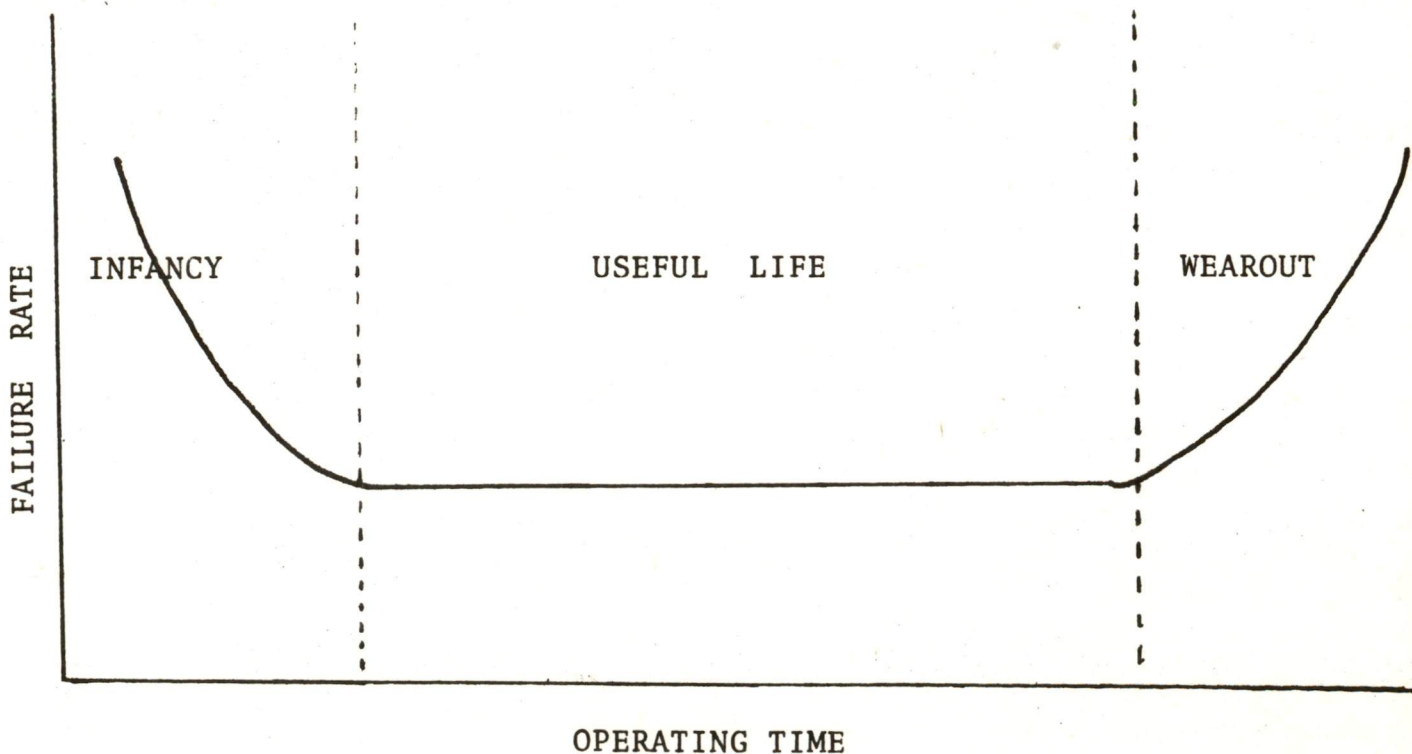 FAILURE RATE
INFANCY
USEFUL LIFE
WEAROUT
OPERATING TIME